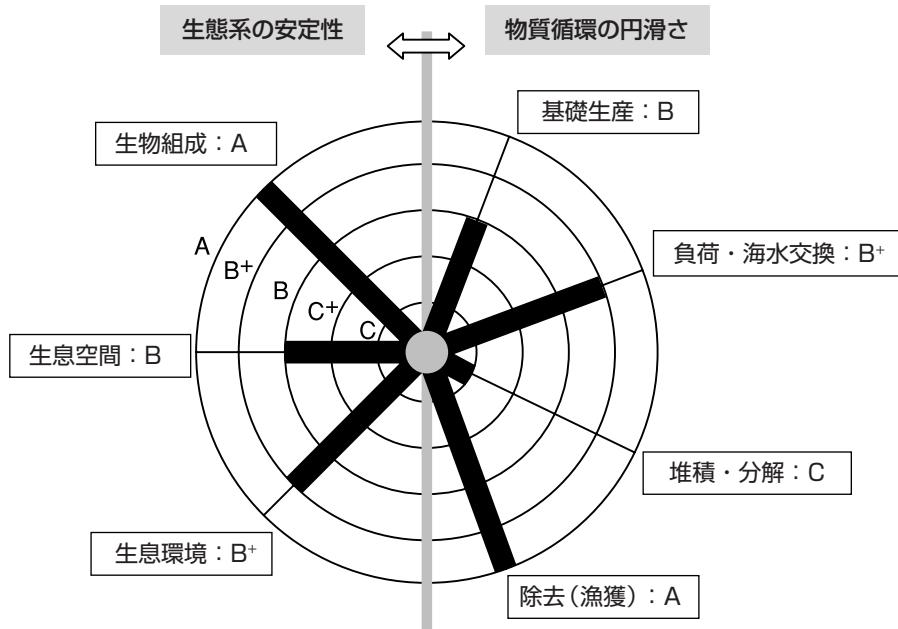 生態系の安定性
物質循環の円滑さ
基礎生産：B
生物組成：A
負荷・海水交換：B⁺
A
B⁺
B
C⁺
C
生息空間：B
堆積・分解：C
生息環境：B⁺
除去（漁獲）：A